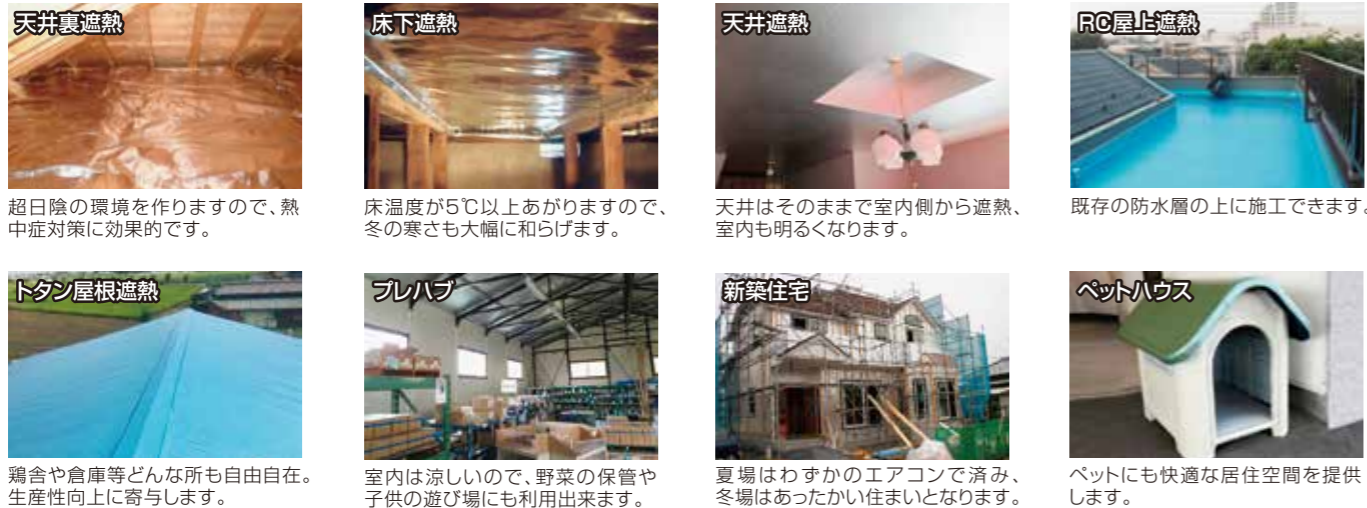 天井裏遮熱
超日陰の環境を作りますので、熱
中症対策に効果的です。
床下遮熱
床温度が5℃以上あがりますので、
冬の寒さも大幅に和らげます。
天井遮熱
天井はそのままで室内側から遮熱、
室内も明るくなります。
RC屋上遮熱
既存の防水層の上に施工できます。
トタン屋根遮熱
鶏舎や倉庫等どんな所も自由自在。
生産性向上に寄与します。
プレハブ
室内は涼しいので、野菜の保管や
子供の遊び場にも利用出来ます。
新築住宅
夏場はわずかのエアコンで済み、
冬場はあったかい住まいとなります。
ペットハウス
ペットにも快適な居住空間を提供
します。